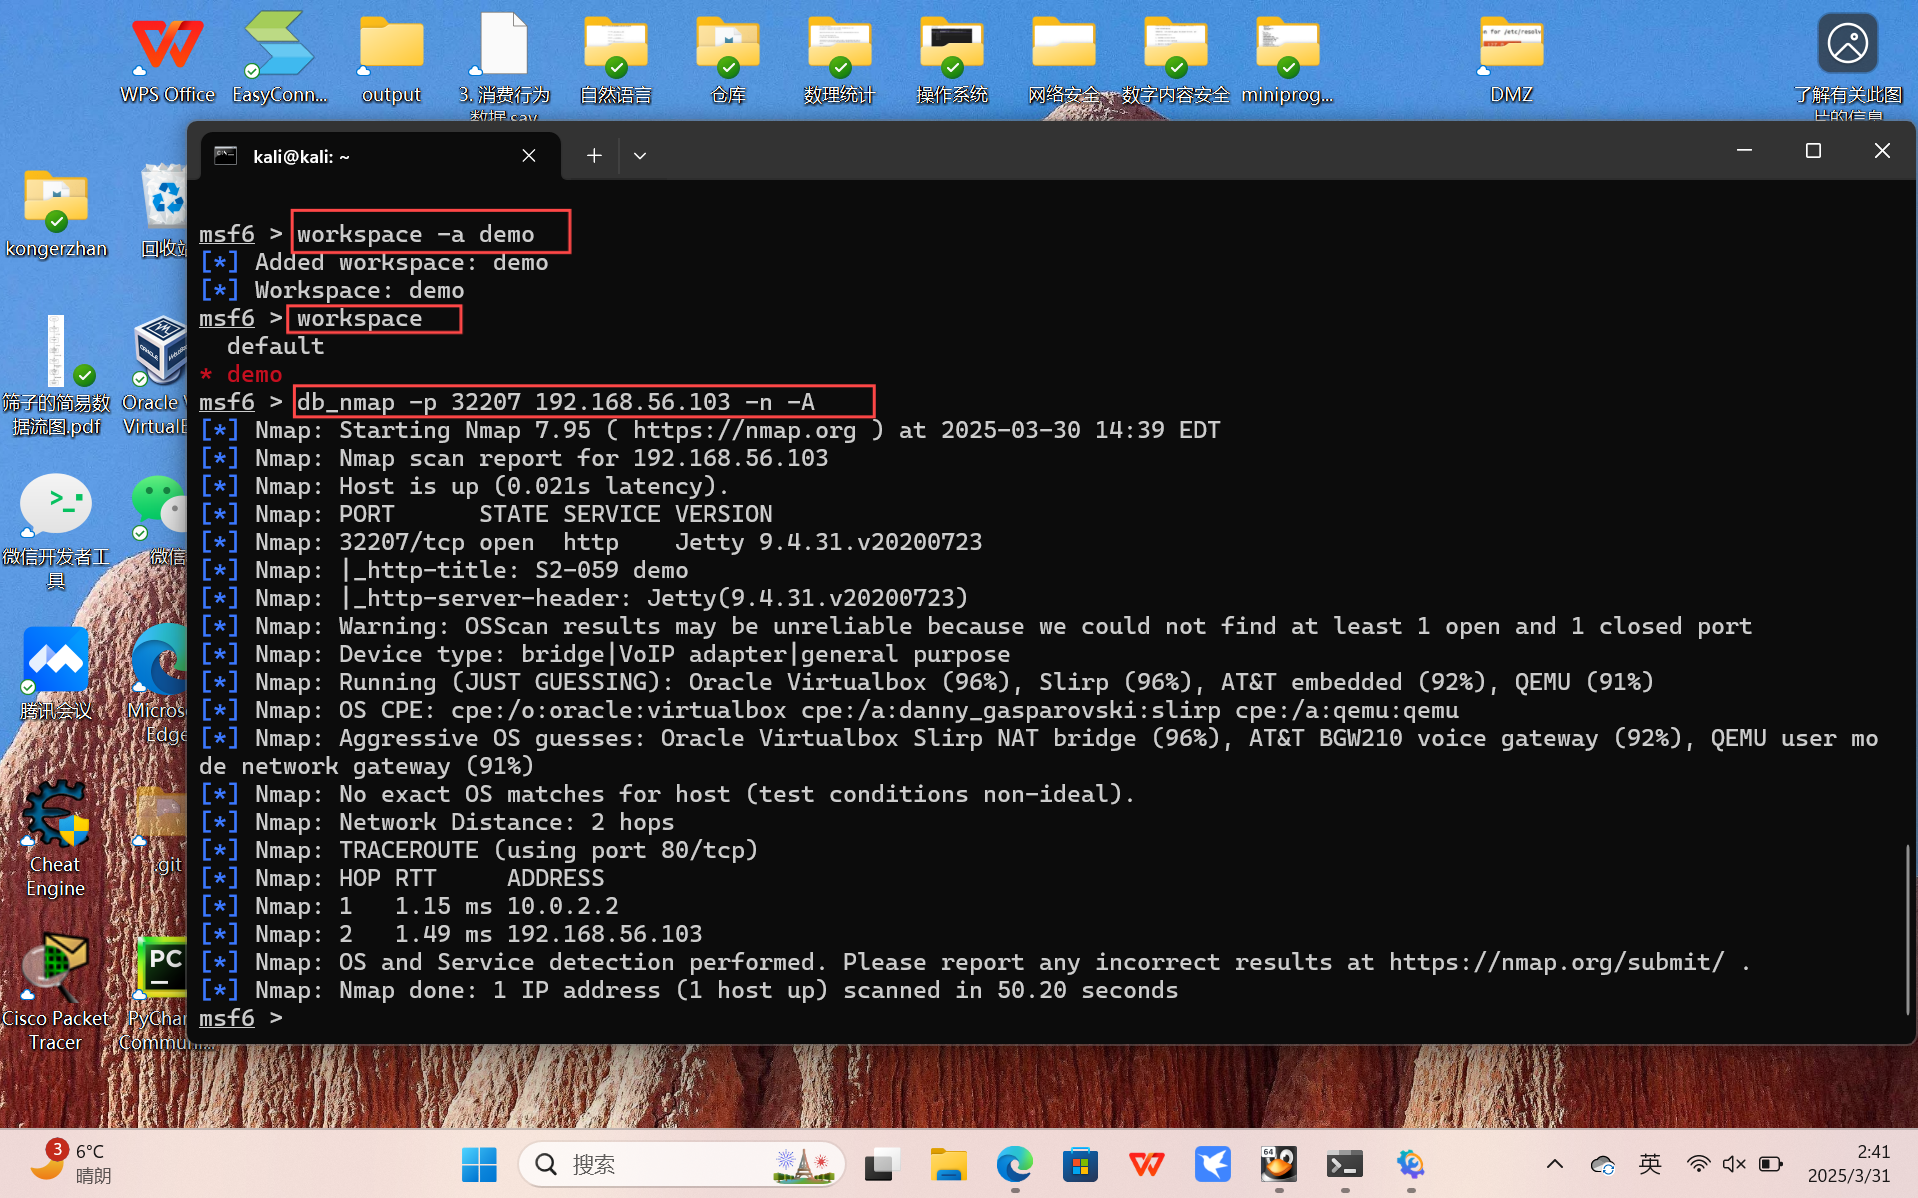 WPS Office
EasyConn...
output
3. 消费行为
数据.sav
自然语言
仓库
数理统计
操作系统
网络安全
数字内容安全
miniprog...
DMZ
了解有关此图
片的信息
kongerzhan
回收站
筛子的简易数
据流图.pdf
Oracle V
VirtualB
微信开发者工
具
微信
腾讯会议
Micros
Edge
Cheat
Engine
.git
Cisco Packet
Tracer
PyChar
Commun...
kali@kali: ~
msf6 > workspace -a demo
[*] Added workspace: demo
[*] Workspace: demo
msf6 > workspace
default
* demo
msf6 > db_nmap -p 32207 192.168.56.103 -n -A
[*] Nmap: Starting Nmap 7.95 ( https://nmap.org ) at 2025-03-30 14:39 EDT
[*] Nmap: Nmap scan report for 192.168.56.103
[*] Nmap: Host is up (0.021s latency).
[*] Nmap: PORT      STATE SERVICE VERSION
[*] Nmap: 32207/tcp open  http    Jetty 9.4.31.v20200723
[*] Nmap: |_http-title: S2-059 demo
[*] Nmap: |_http-server-header: Jetty(9.4.31.v20200723)
[*] Nmap: Warning: OSScan results may be unreliable because we could not find at least 1 open and 1 closed port
[*] Nmap: Device type: bridge|VoIP adapter|general purpose
[*] Nmap: Running (JUST GUESSING): Oracle Virtualbox (96%), Slirp (96%), AT&T embedded (92%), QEMU (91%)
[*] Nmap: OS CPE: cpe:/o:oracle:virtualbox cpe:/a:danny_gasparovski:slirp cpe:/a:qemu:qemu
[*] Nmap: Aggressive OS guesses: Oracle Virtualbox Slirp NAT bridge (96%), AT&T BGW210 voice gateway (92%), QEMU user mo
de network gateway (91%)
[*] Nmap: No exact OS matches for host (test conditions non-ideal).
[*] Nmap: Network Distance: 2 hops
[*] Nmap: TRACEROUTE (using port 80/tcp)
[*] Nmap: HOP RTT     ADDRESS
[*] Nmap: 1   1.15 ms 10.0.2.2
[*] Nmap: 2   1.49 ms 192.168.56.103
[*] Nmap: OS and Service detection performed. Please report any incorrect results at https://nmap.org/submit/ .
[*] Nmap: Nmap done: 1 IP address (1 host up) scanned in 50.20 seconds
msf6 >
3
6°C
晴朗
搜索
64
英
2:41
2025/3/31